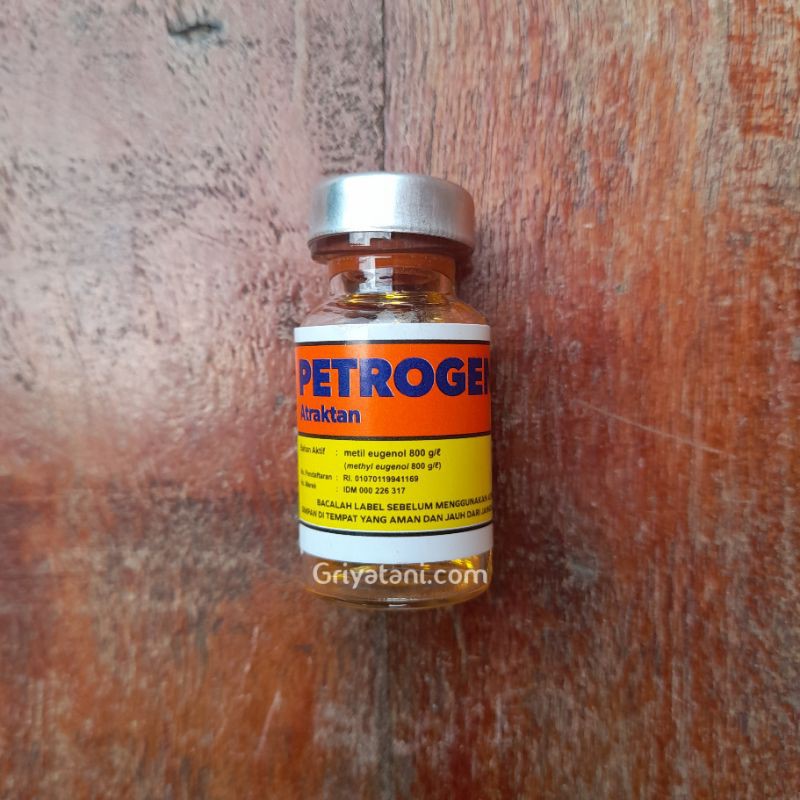 PETROGEN
Atraktan
Bahan Aktif : metil eugenol 800 g/ℓ
(methyl eugenol 800 g/ℓ)
No. Pendaftaran : RI. 01070119941169
No. Merek : IDM 000 226 317
BACALAH LABEL SEBELUM MENGGUNAKAN
SIMPAN DI TEMPAT YANG AMAN DAN JAUH DARI
Griyatani.com